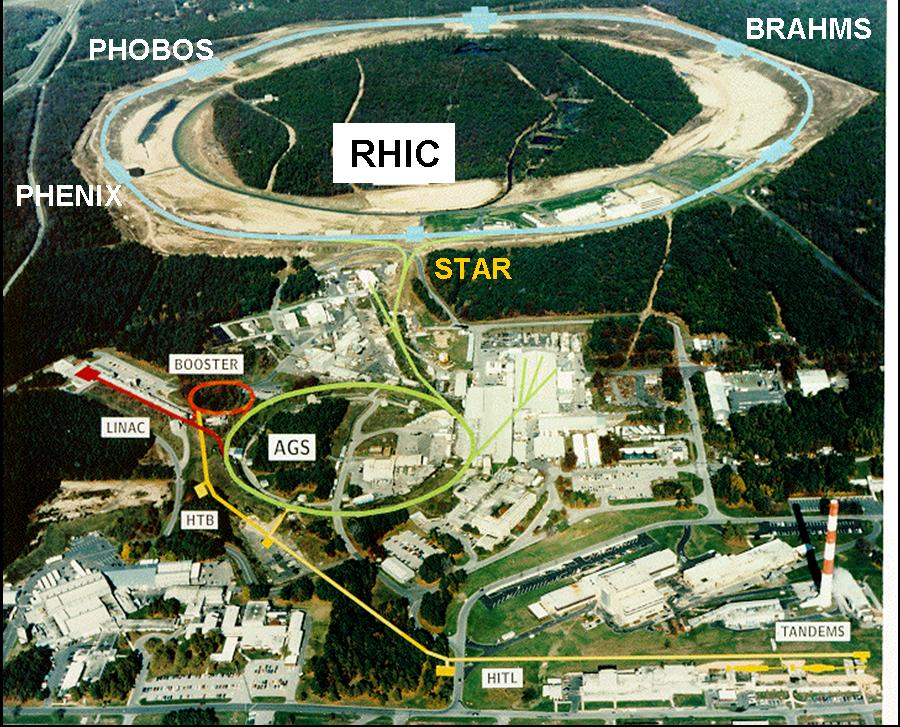 BRAHMS
PHOBOS
RHIC
PHENIX
STAR
BOOSTER
LINAC
AGS
HTB
TANDEMS
HITL